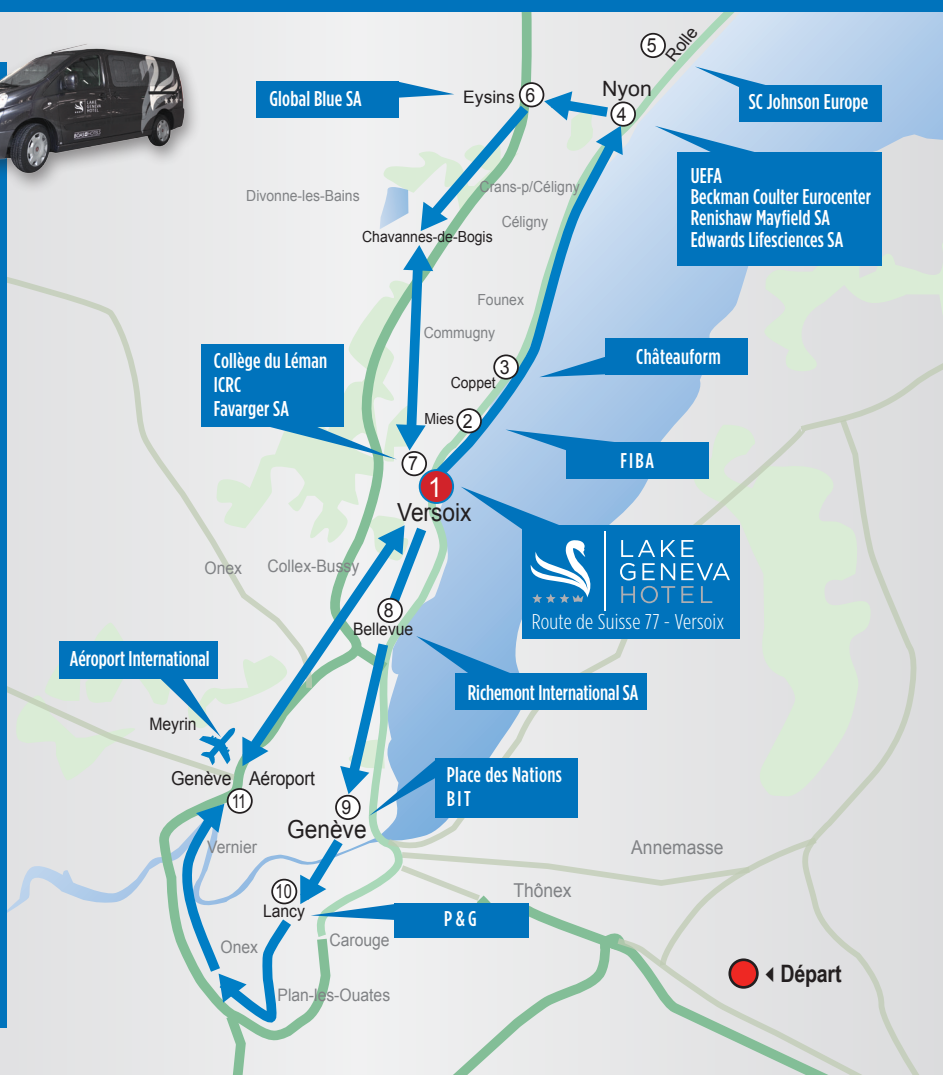 LAKE
GENEVA
HOTEL
5
Rolle
Global Blue SA
Eysins 6
Nyon
4
SC Johnson Europe
UEFA
Beckman Coulter Eurocenter
Renishaw Mayfield SA
Edwards Lifesciences SA
Divonne-les-Bains
Crans-p/Céligny
Céligny
Chavannes-de-Bogis
Founex
Commugny
Collège du Léman
ICRC
Favarger SA
Châteauform
3
Coppet
Mies 2
FIBA
7
1
Versoix
LAKE
GENEVA
HOTEL
Route de Suisse 77 - Versoix
Onex
Collex-Bussy
8
Bellevue
Aéroport International
Richemont International SA
Meyrin
Genève Aéroport
11
Place des Nations
BIT
9
Genève
Vernier
Annemasse
10
Lancy
Thônex
P & G
Onex
Carouge
Plan-les-Ouates
Départ